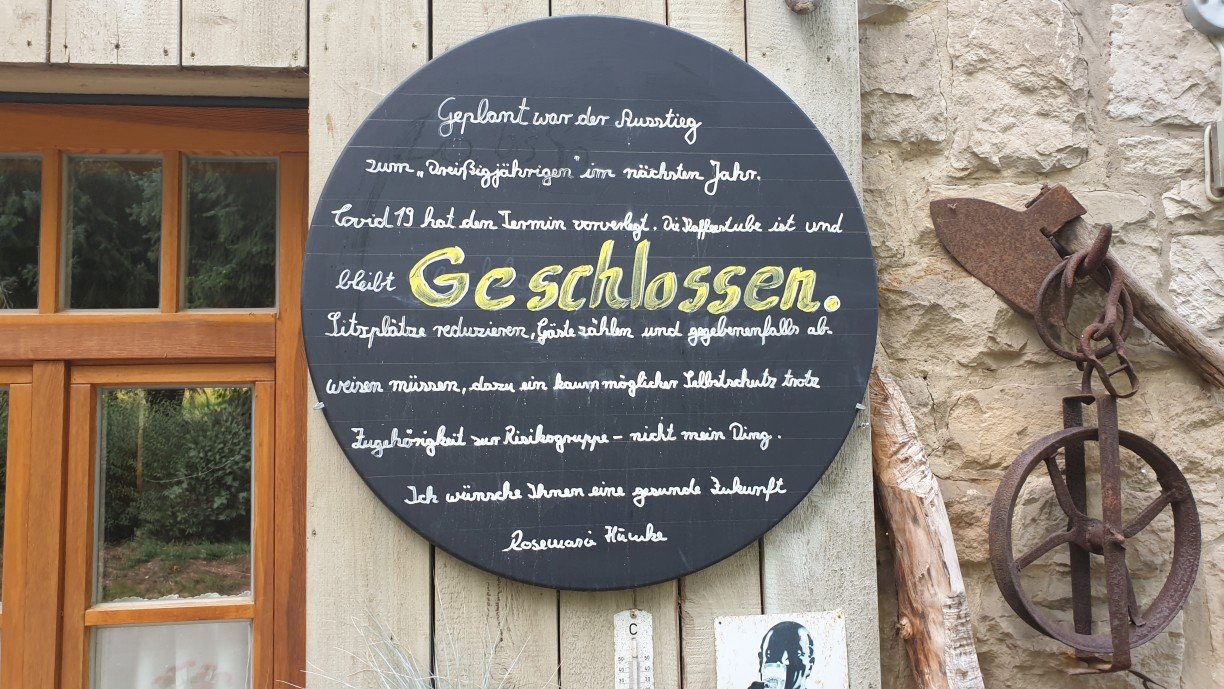 Geplant war der Ausstieg
zum „Dreißigjährigen" im nächsten Jahr.
Covid 19 hat den Termin vorverlegt. Die Kaffeestube ist und
bleibt Geschlossen.
Sitzplätze reduzieren, Gäste zählen und gegebenenfalls ab-
weisen müssen, dazu ein kaum möglicher Selbstschutz trotz
Zugehörigkeit zur Risikogruppe – nicht mein Ding.
Ich wünsche Ihnen eine gesunde Zukunft
Rosemarie
C